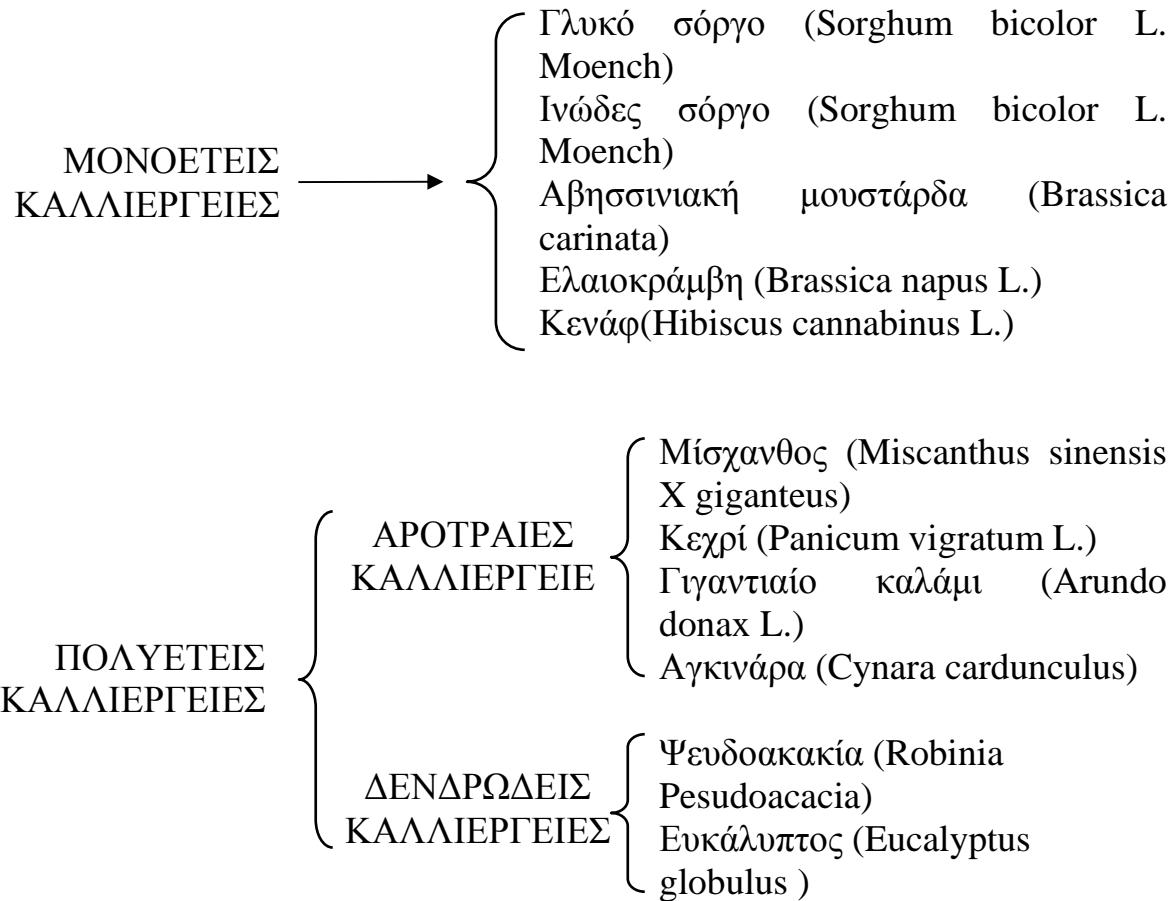 ΜΟΝΟΕΤΕΙΣ
ΚΑΛΛΙΕΡΓΕΙΕΣ
Γλυκό σόργο (Sorghum bicolor L.
Moench)
Ινώδες σόργο (Sorghum bicolor L.
Moench)
Αβησσινιακή μουστάρδα (Brassica
carinata)
Ελαιοκράμβη (Brassica napus L.)
Κενάφ(Hibiscus cannabinus L.)
ΠΟΛΥΕΤΕΙΣ
ΚΑΛΛΙΕΡΓΕΙΕΣ
ΑΡΟΤΡΑΙΕΣ
ΚΑΛΛΙΕΡΓΕΙΕ
Μίσχανθος (Miscanthus sinensis
X giganteus)
Κεχρί (Panicum vigratum L.)
Γιγαντιαίο καλάμι (Arundo
donax L.)
Αγκινάρα (Cynara cardunculus)
ΔΕΝΔΡΩΔΕΙΣ
ΚΑΛΛΙΕΡΓΕΙΕΣ
Ψευδοακακία (Robinia
Pesudoacacia)
Ευκάλυπτος (Eucalyptus
globulus )